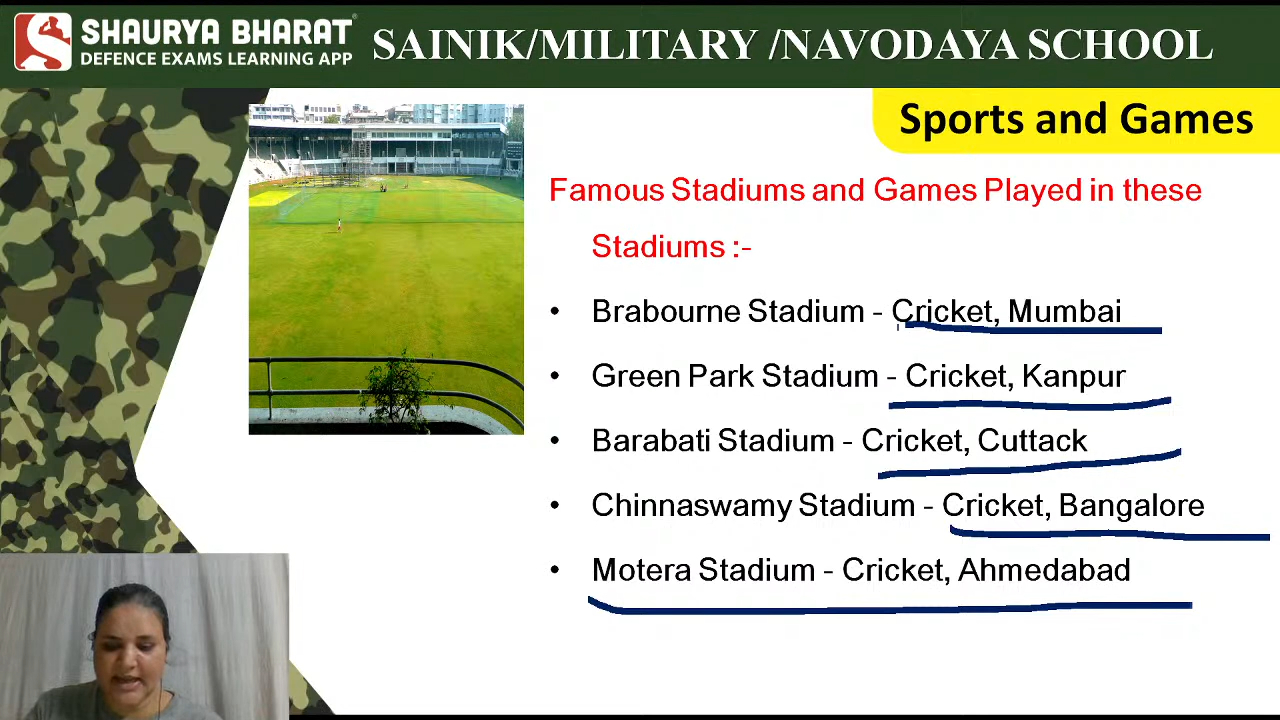 SHAURYA BHARAT
DEFENCE EXAMS LEARNING APP
SAINIK/MILITARY /NAVODAYA SCHOOL
Sports and Games
Famous Stadiums and Games Played in these
Stadiums :-
• Brabourne Stadium - Cricket, Mumbai
• Green Park Stadium - Cricket, Kanpur
• Barabati Stadium - Cricket, Cuttack
• Chinnaswamy Stadium - Cricket, Bangalore
• Motera Stadium - Cricket, Ahmedabad